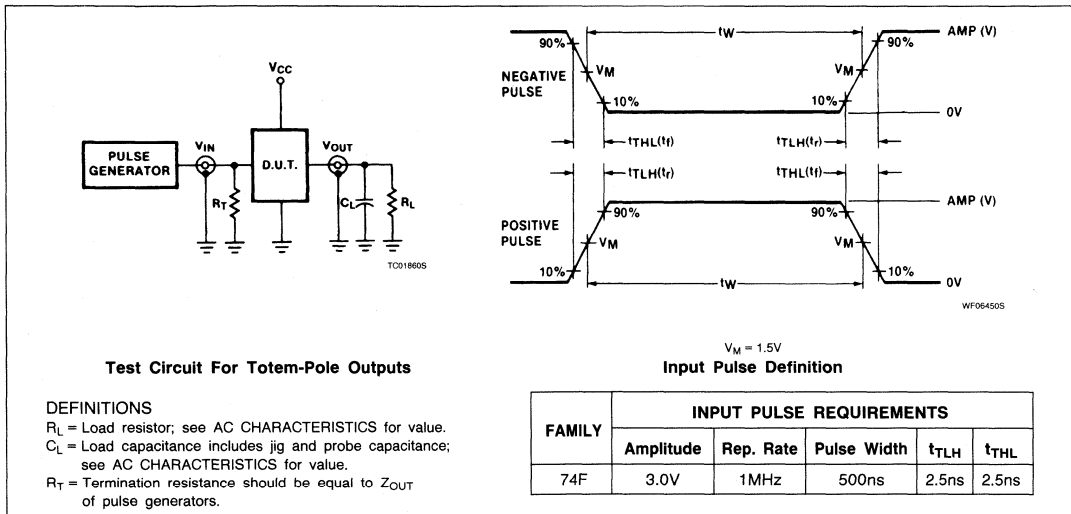 VCC
PULSE
GENERATOR
VIN
RT
D.U.T.
VOUT
CL
RL
TC01860S
Test Circuit For Totem-Pole Outputs
DEFINITIONS
RL = Load resistor; see AC CHARACTERISTICS for value.
CL = Load capacitance includes jig and probe capacitance;
see AC CHARACTERISTICS for value.
RT = Termination resistance should be equal to ZOUT
of pulse generators.
90%
tW
90%
AMP (V)
NEGATIVE
PULSE
VM
VM
10%
10%
0V
tTHL(tf)
tTLH(tr)
tTLH(tr)
tTHL(tf)
AMP (V)
90%
90%
POSITIVE
PULSE
VM
VM
10%
10%
tW
0V
WF06450S
VM = 1.5V
Input Pulse Definition
FAMILY
INPUT PULSE REQUIREMENTS
Amplitude Rep. Rate Pulse Width tTLH tTHL
74F 3.0V 1MHz 500ns 2.5ns 2.5ns